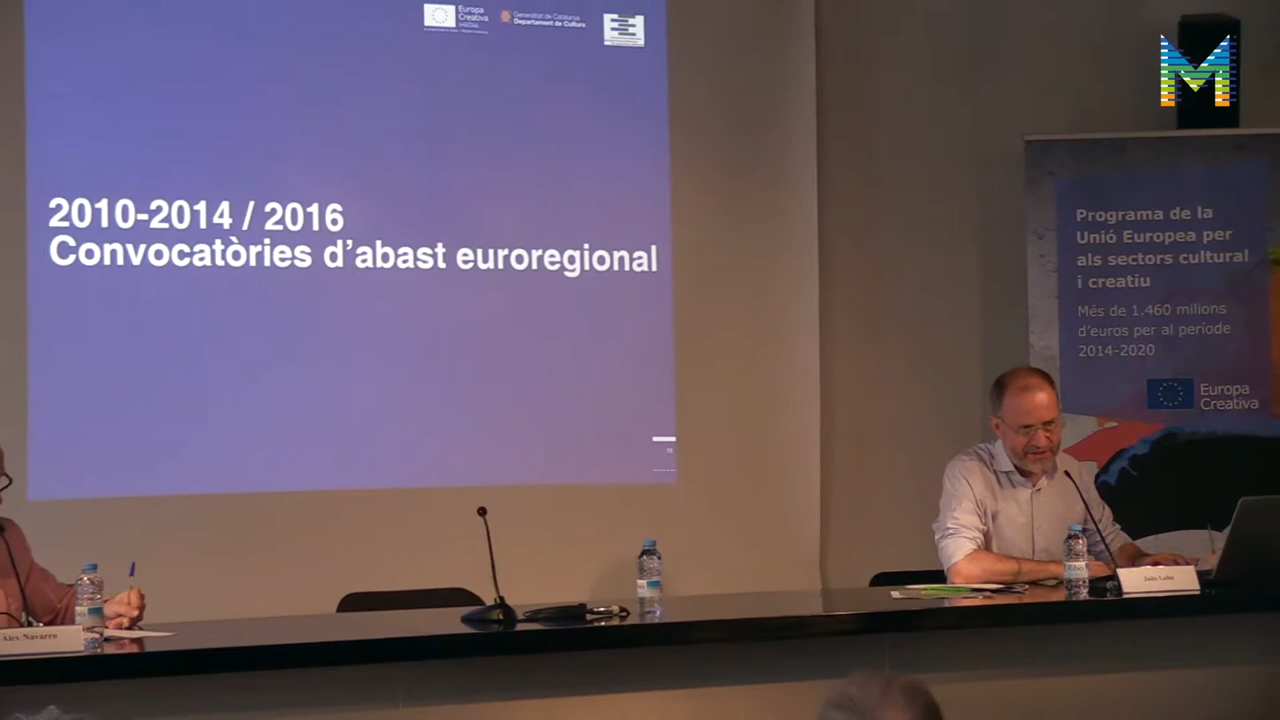 Europa
Creativa
Generalitat de Catalunya
Departament de Cultura
M
2010-2014 / 2016
Convocatòries d'abast euroregional
15
Programa de la
Unió Europea per
als sectors cultural
i creatiu
Més de 1.460 milions
d'euros per al període
2014-2020
Europa
Creativa
Ribes
Àlex Navarro